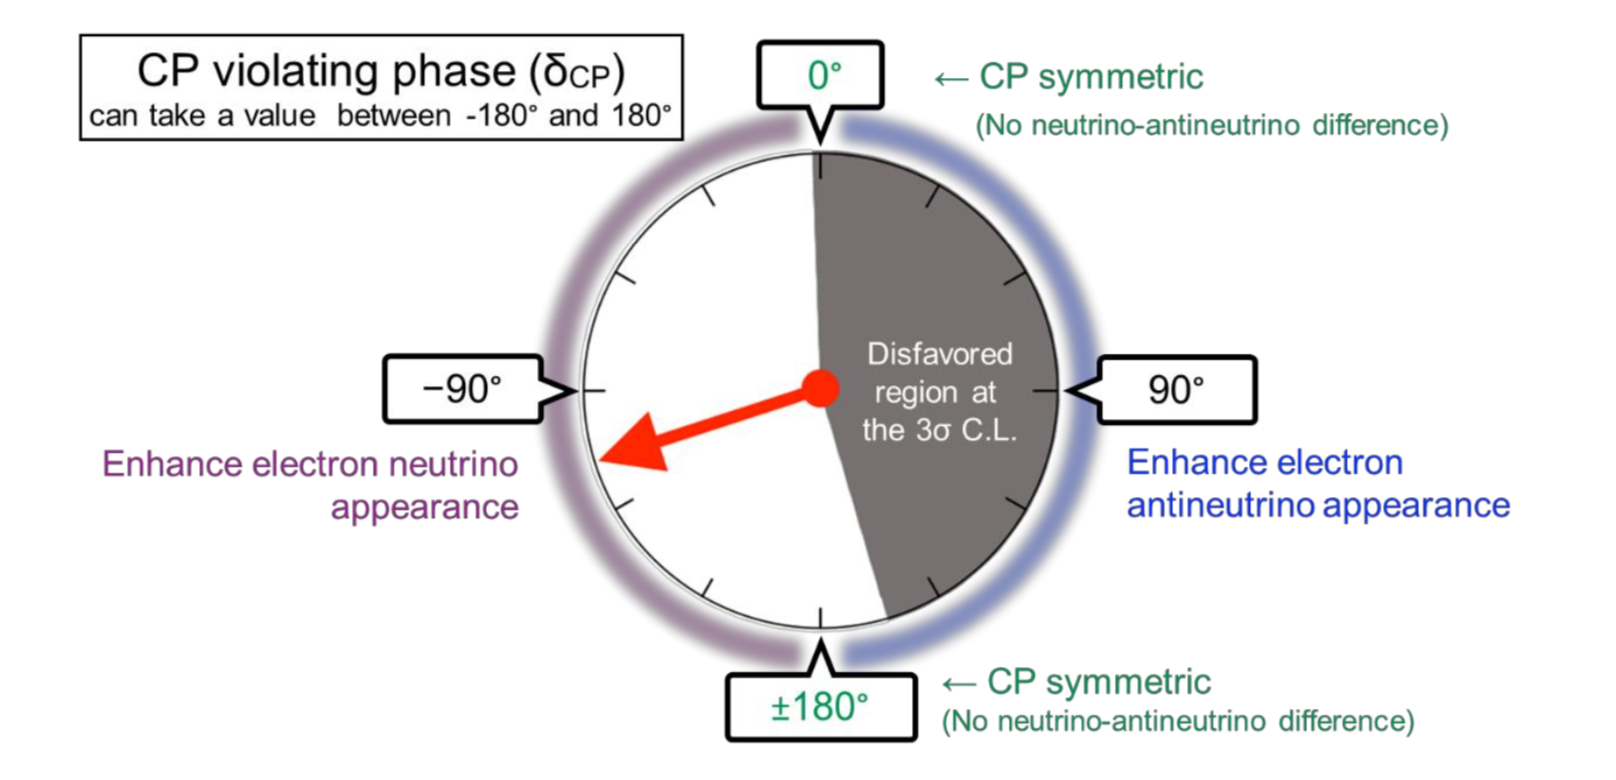 CP violating phase (δCP)
can take a value between -180° and 180°
0°
← CP symmetric
(No neutrino-antineutrino difference)
Disfavored
region at
the 3σ C.L.
−90°
90°
Enhance electron neutrino
appearance
Enhance electron
antineutrino appearance
±180°
← CP symmetric
(No neutrino-antineutrino difference)